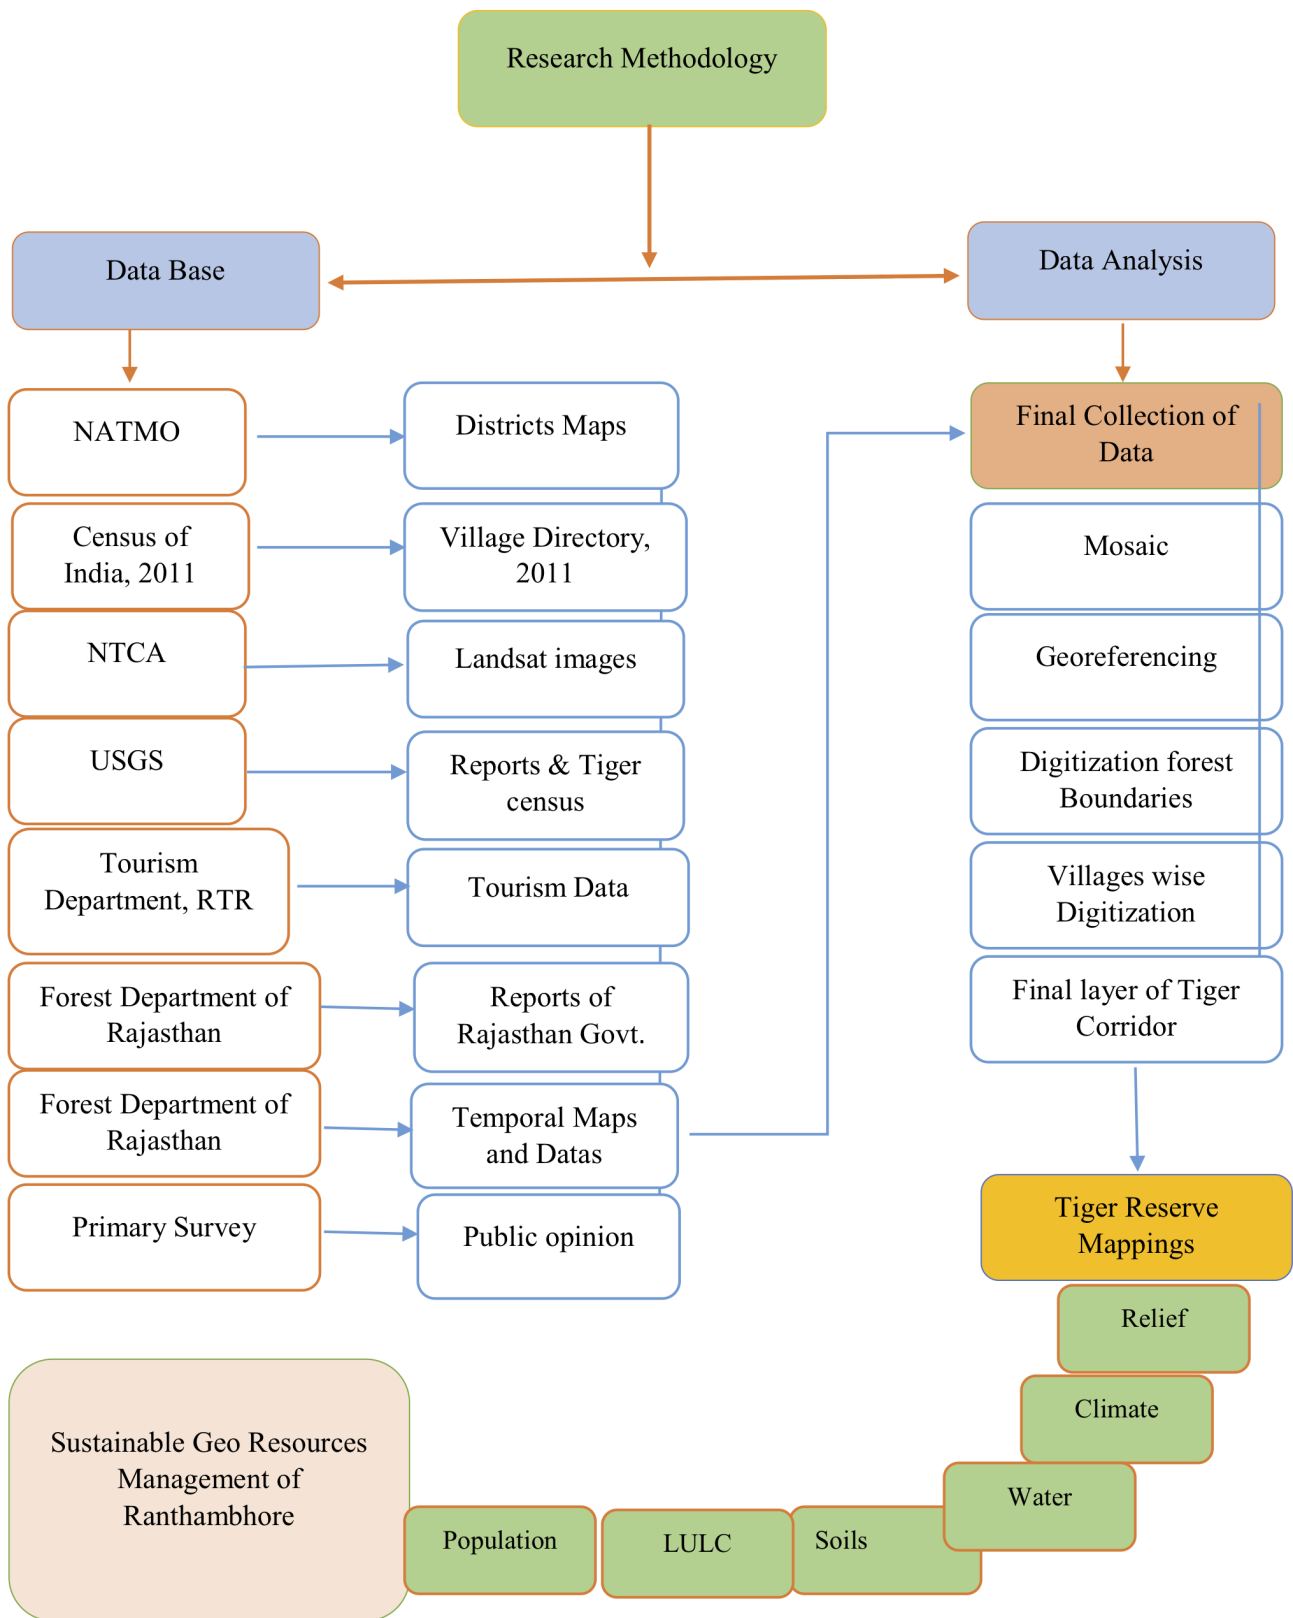 Research Methodology
Data Base
Data Analysis
NATMO
Districts Maps
Census of
India, 2011
Village Directory,
2011
NTCA
Landsat images
USGS
Reports & Tiger
census
Tourism
Department, RTR
Tourism Data
Forest Department of
Rajasthan
Reports of
Rajasthan Govt.
Forest Department of
Rajasthan
Temporal Maps
and Datas
Primary Survey
Public opinion
Final Collection of
Data
Mosaic
Georeferencing
Digitization forest
Boundaries
Villages wise
Digitization
Final layer of Tiger
Corridor
Tiger Reserve
Mappings
Relief
Climate
Water
Soils
LULC
Population
Sustainable Geo Resources
Management of
Ranthambhore